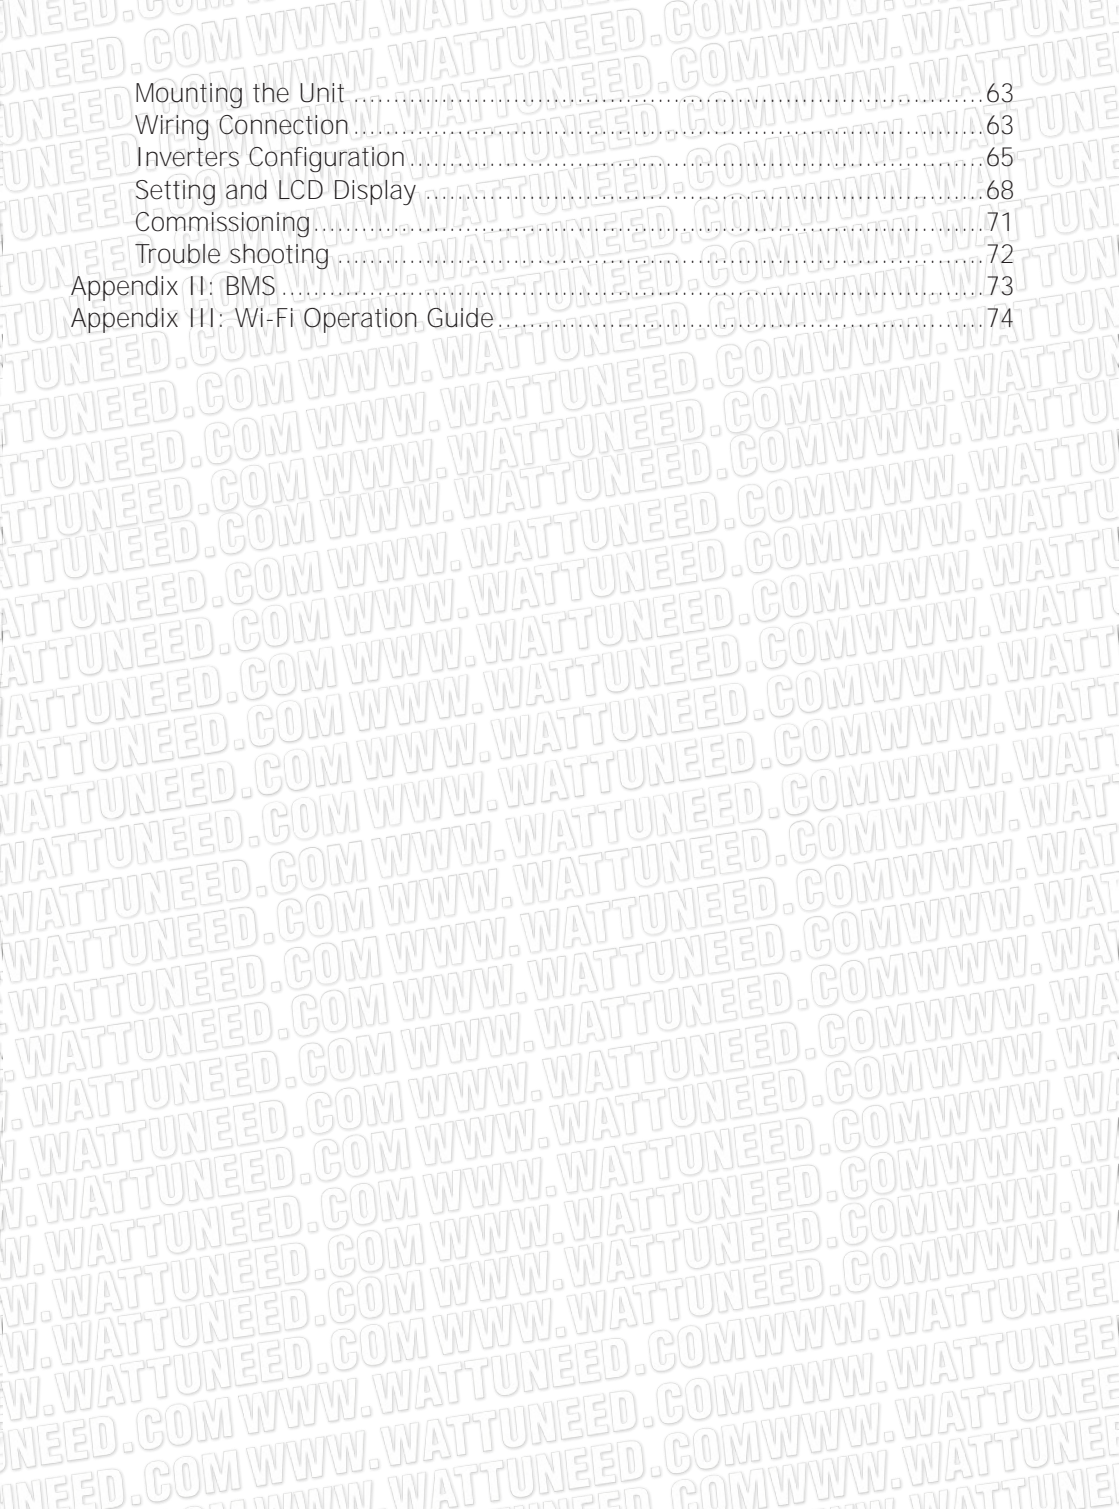 Mounting the Unit ........................................................................................63
Wiring Connection ........................................................................................63
Inverters Configuration ........................................................................................65
Setting and LCD Display ........................................................................................68
Commissioning ........................................................................................71
Trouble shooting ........................................................................................72
Appendix II: BMS ........................................................................................73
Appendix III: Wi-Fi Operation Guide ........................................................................................74